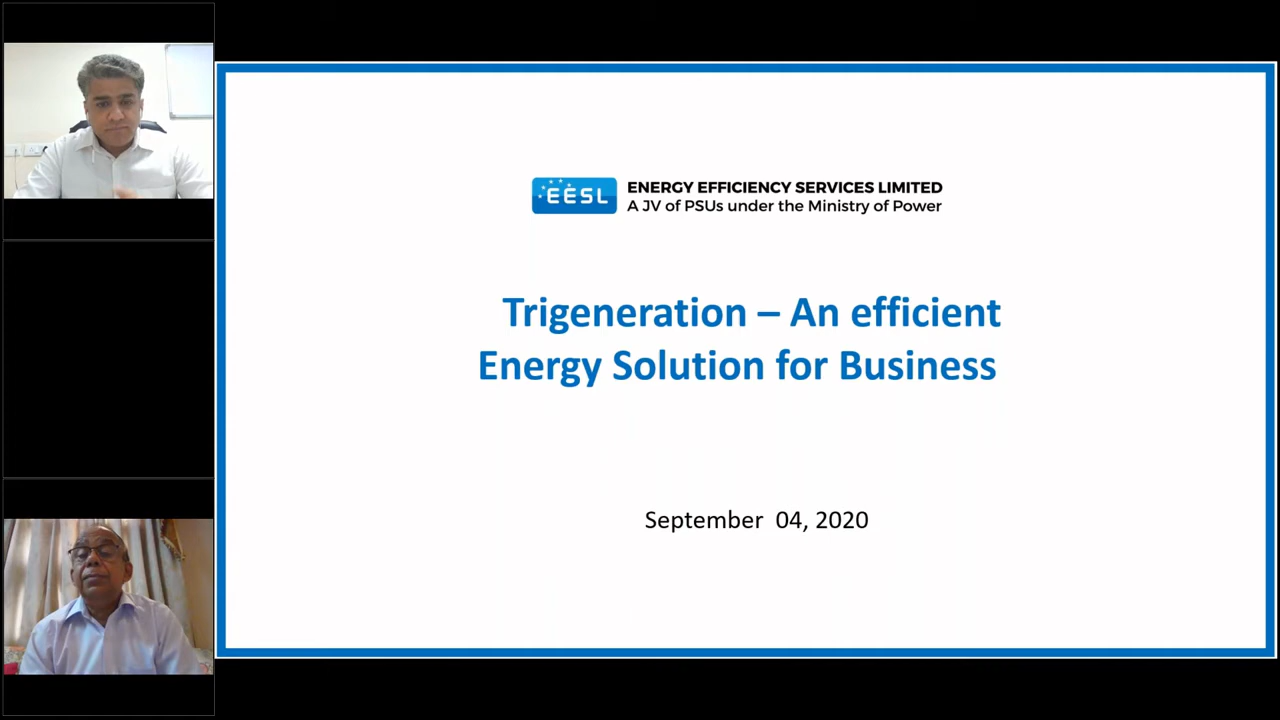 EESL
ENERGY EFFICIENCY SERVICES LIMITED
A JV of PSUs under the Ministry of Power
Trigeneration – An efficient
Energy Solution for Business
September 04, 2020